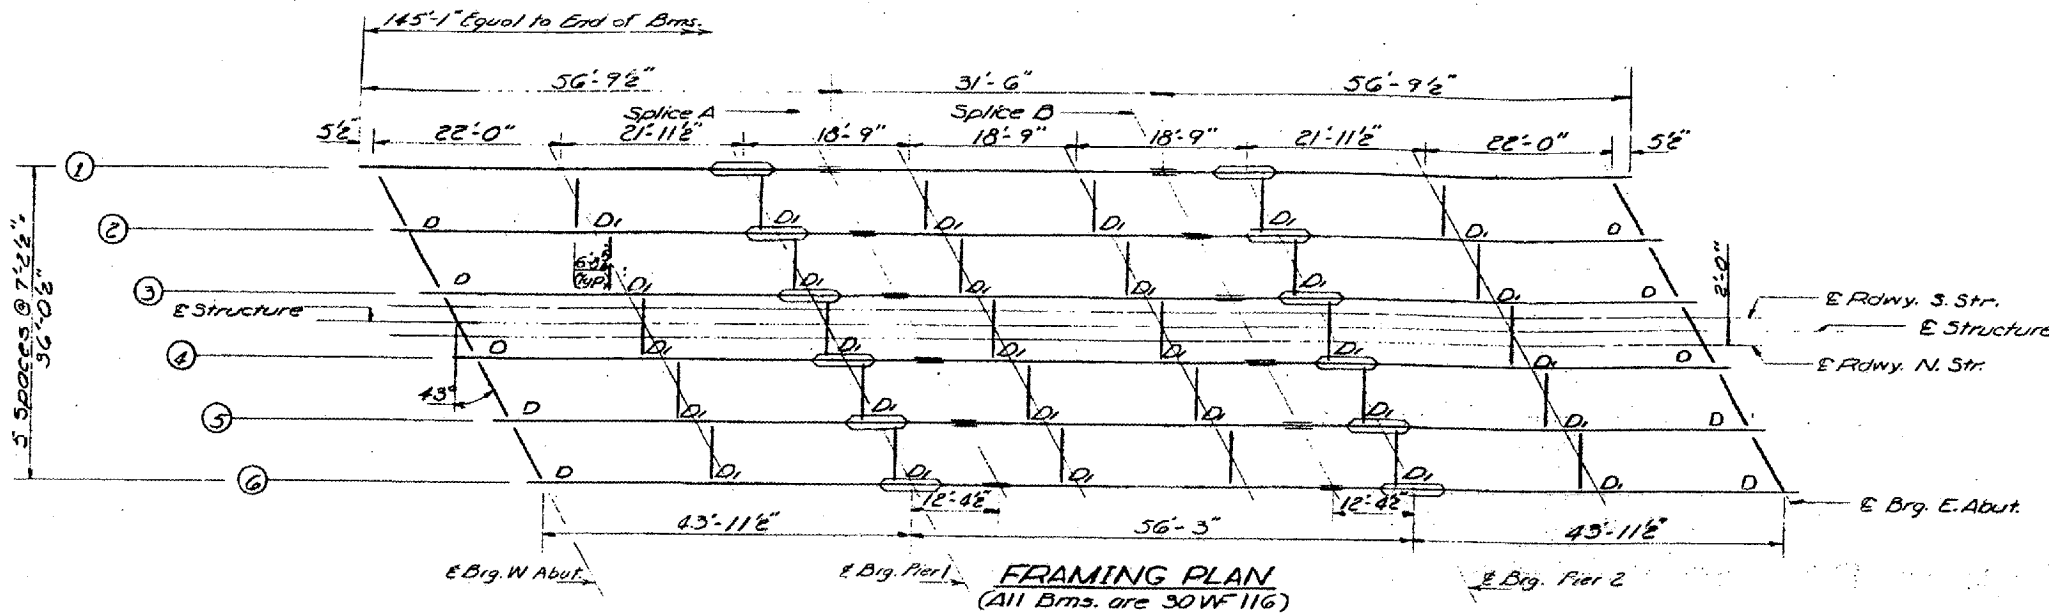 145'-1" Equal to End of Bms.
56'-9½" 31'-6" 56'-9½"
Splice A Splice B
5½" 22'-0" 21'-11½" 18'-9" 18'-9" 18'-9" 21'-11½" 22'-0" 5½"
1
D₁ D₁ D₁ D₁
2 D D₁ D
5 Spaces @ 7'-2½" =
36'-0½"
(Typ.)
D₁ D₁ D₁ D₁
2'-0"
3 D D₁ D₁ D
℄ Structure
℄ Rdwy. S. Str.
℄ Structure
℄ Rdwy. N. Str.
D₁ D₁ D₁ D₁
4 D D₁ D₁ D
43°
D₁ D₁ D₁ D₁
5 D D₁ D₁ D
D₁ D₁ D₁ D₁
6 D D₁ D₁ D
12'-4½" 12'-4½"
43'-11½" 56'-3" 43'-11½"
℄ Brg. E. Abut.
℄ Brg. W Abut. ℄ Brg. Pier 1 ℄ Brg. Pier 2
FRAMING PLAN
(All Bms. are 30 WF 116)